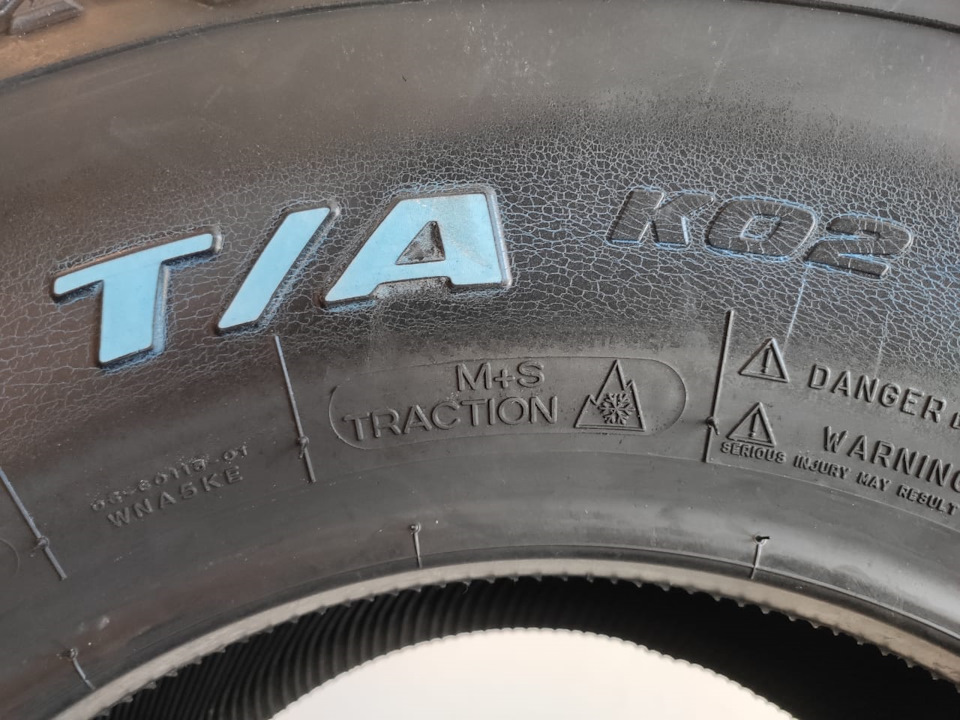 T/A KO2
M+S
TRACTION
DANGER
WARNING
SERIOUS INJURY MAY RESULT
WNA5KE